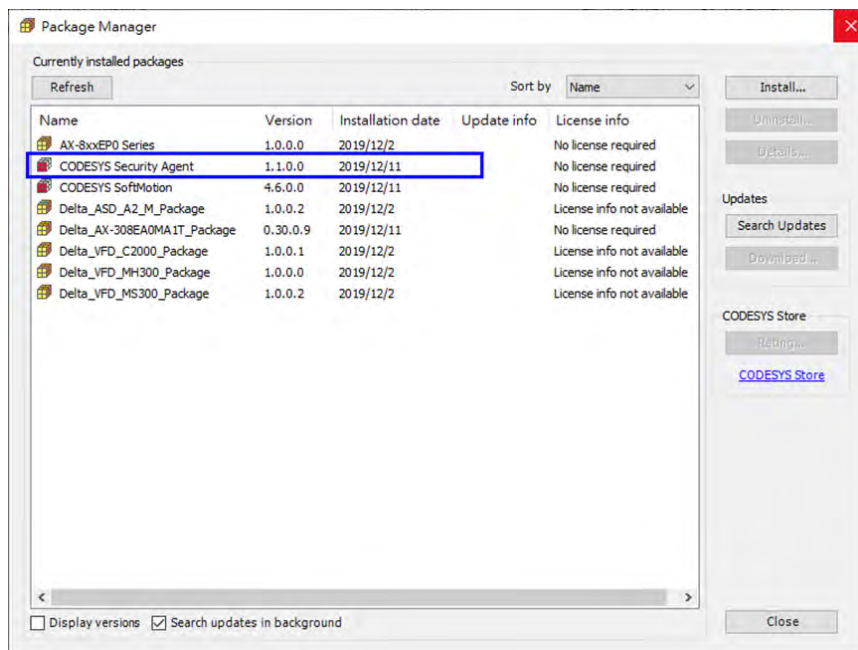 Package Manager
Currently installed packages
Refresh
Sort by Name
Install...
Name Version Installation date Update info License info
AX-8xxEP0 Series 1.0.0.0 2019/12/2 No license required
CODESYS Security Agent 1.1.0.0 2019/12/11 No license required
CODESYS SoftMotion 4.6.0.0 2019/12/11 No license required
Delta_ASD_A2_M_Package 1.0.0.2 2019/12/2 License info not available
Delta_AX-308EA0MA1T_Package 0.30.0.9 2019/12/11 No license required
Delta_VFD_C2000_Package 1.0.0.1 2019/12/2 License info not available
Delta_VFD_MH300_Package 1.0.0.0 2019/12/2 License info not available
Delta_VFD_MS300_Package 1.0.0.2 2019/12/2 License info not available
Uninstall...
Details...
Updates
Search Updates
Download...
CODESYS Store
Rating...
CODESYS Store
Display versions Search updates in background
Close